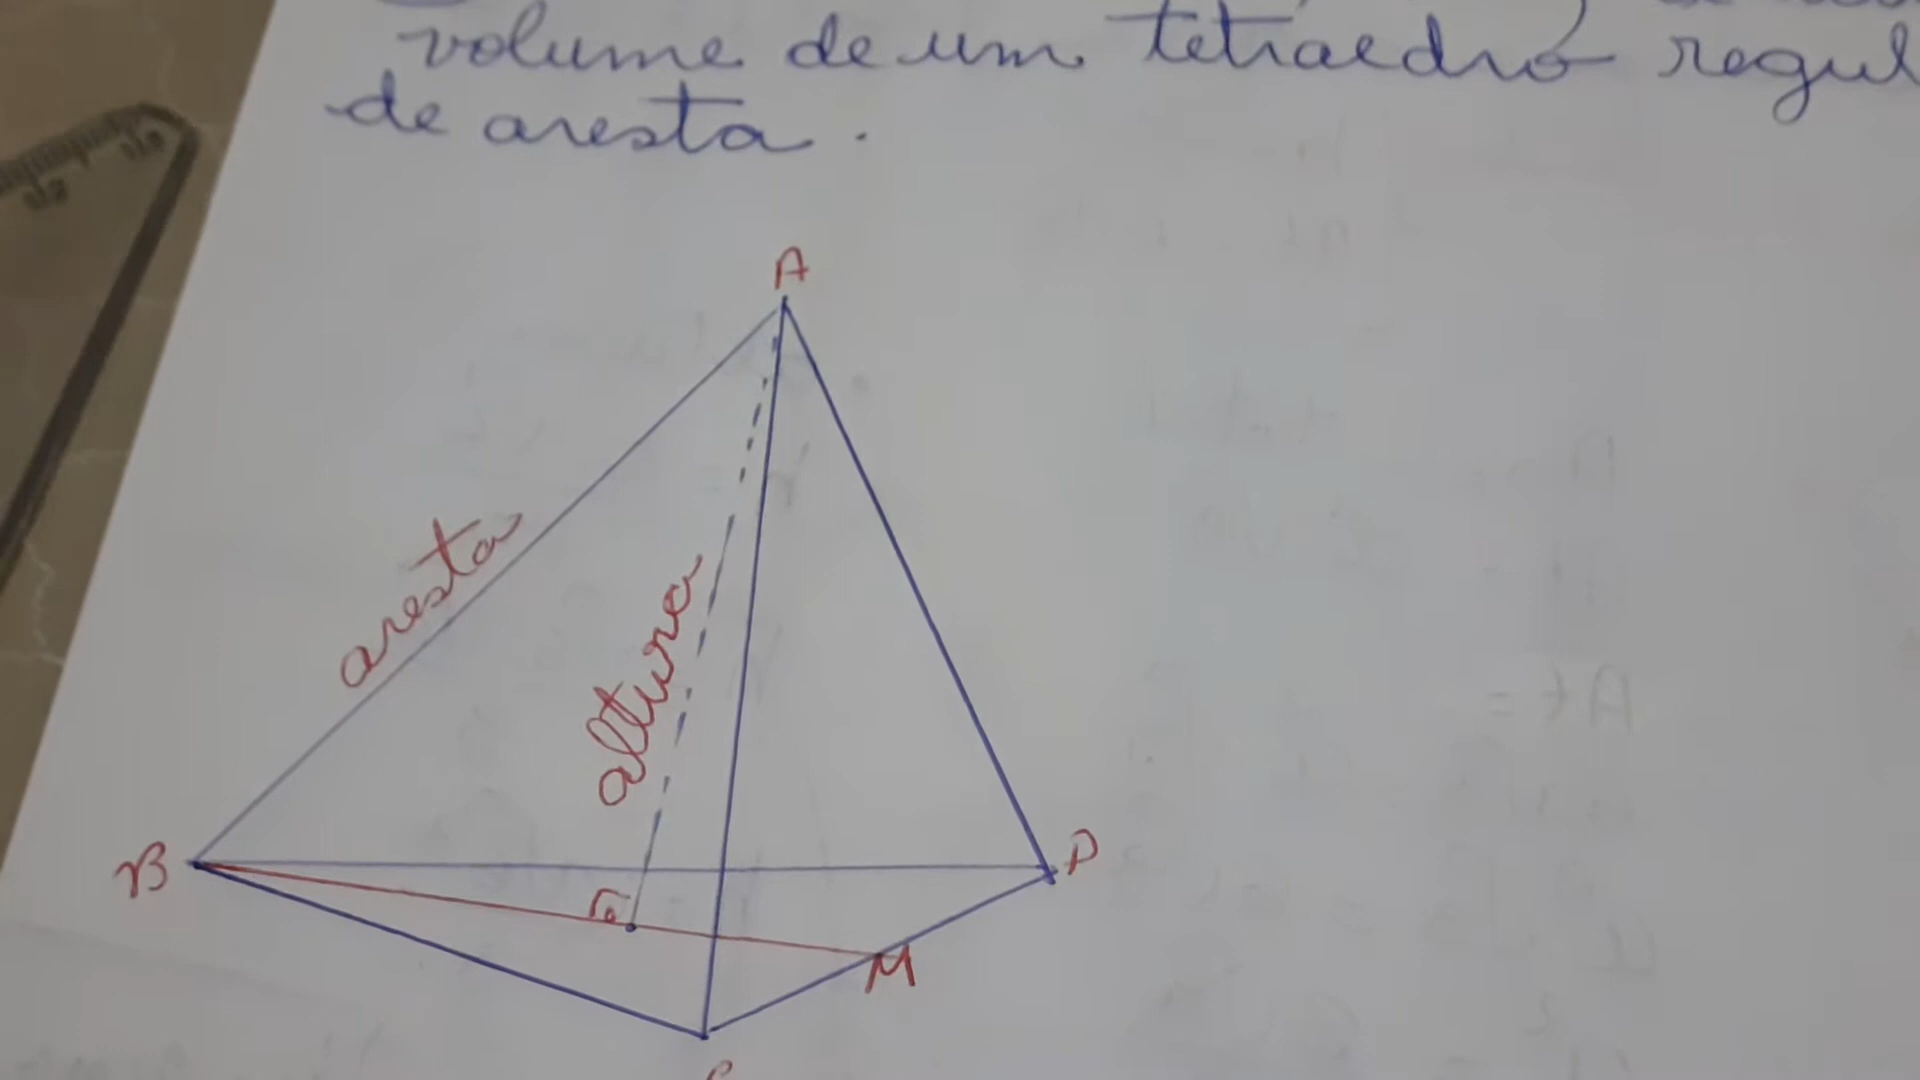 volume de um tetraedro regul
de aresta.
A
aresta
altura
B
D
M